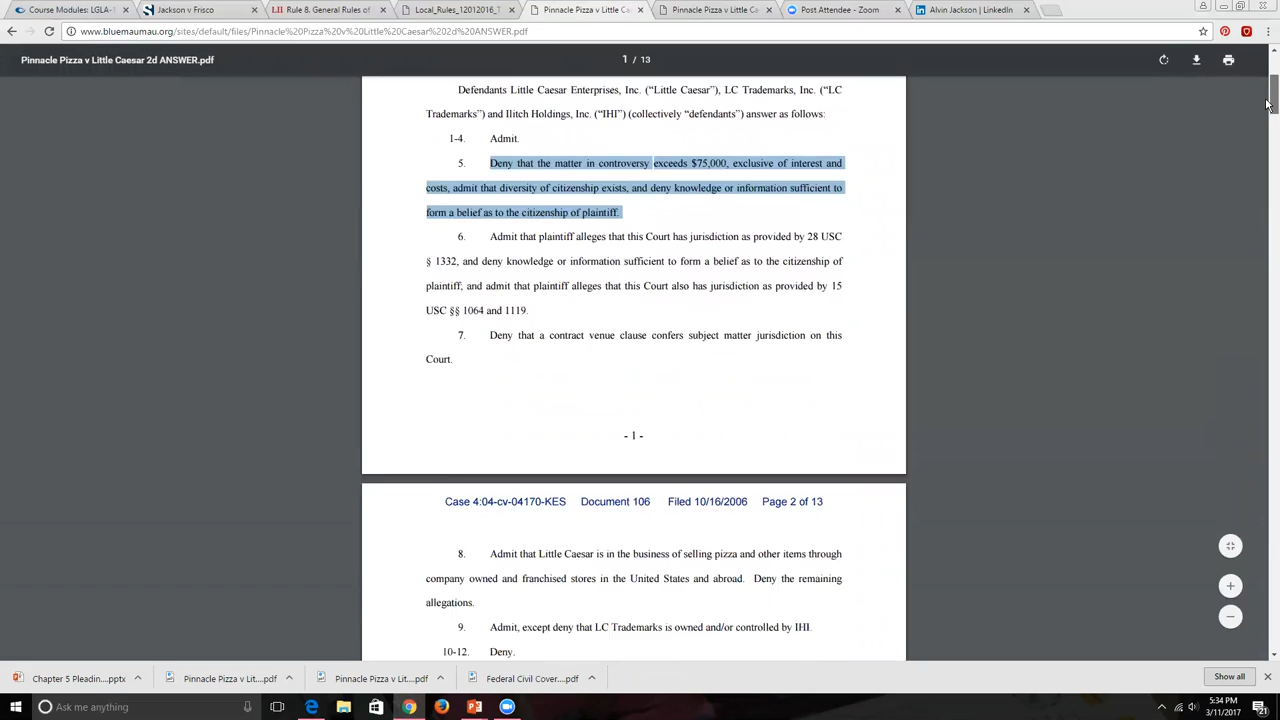 Course Modules: LGLA-
Jackson v Frisco
LII Rule 8. General Rules of
Local_Rules_12012016_1
Pinnacle Pizza v Little Ca
Pinnacle Pizza v Little Ca
Post Attendee - Zoom
Alvin Jackson | LinkedIn
www.bluemaumau.org/sites/default/files/Pinnacle%20Pizza%20v%20Little%20Caesar%202d%20ANSWER.pdf
Pinnacle Pizza v Little Caesar 2d ANSWER.pdf
1 / 13
Defendants Little Caesar Enterprises, Inc. (“Little Caesar”), LC Trademarks, Inc. (“LC
Trademarks”) and Ilitch Holdings, Inc. (“IHI”) (collectively “defendants”) answer as follows:
1-4. Admit.
5. Deny that the matter in controversy exceeds $75,000, exclusive of interest and
costs, admit that diversity of citizenship exists, and deny knowledge or information sufficient to
form a belief as to the citizenship of plaintiff.
6. Admit that plaintiff alleges that this Court has jurisdiction as provided by 28 USC
§ 1332, and deny knowledge or information sufficient to form a belief as to the citizenship of
plaintiff, and admit that plaintiff alleges that this Court also has jurisdiction as provided by 15
USC §§ 1064 and 1119.
7. Deny that a contract venue clause confers subject matter jurisdiction on this
Court.
- 1 -
Case 4:04-cv-04170-KES Document 106 Filed 10/16/2006 Page 2 of 13
8. Admit that Little Caesar is in the business of selling pizza and other items through
company owned and franchised stores in the United States and abroad. Deny the remaining
allegations.
9. Admit, except deny that LC Trademarks is owned and/or controlled by IHI.
10-12. Deny.
Chapter 5 Pleadin....pptx
Pinnacle Pizza v Lit....pdf
Pinnacle Pizza v Lit....pdf
Federal Civil Cover....pdf
Show all
Ask me anything
5:34 PM
3/11/2017